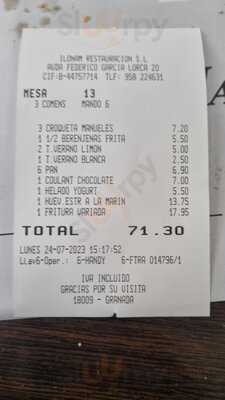 ILONAM RESTAURACION S.L
AVDA FEDERICO GARCIA LORCA 20
CIF:B-44757714 TLF: 958 224631
MESA 13
3 COMENS MANDO 6
3 CROQUETA MANUELES 7.20
1 1/2 BERENJENAS FRITA 5.50
2 T.VERANO LIMON 5.00
1 T.VERANO BLANCA 2.50
6 PAN 6.90
1 COULANT CHOCOLATE 7.00
1 HELADO YOGURT 5.50
1 HUEV.ESTR A LA MARIN 13.75
1 FRITURA VARIADA 17.95
TOTAL 71.30
LUNES 24-07-2023 15:17:52
LLav6-Oper.: 6-HANDY 6-FTRA 014796/1
IVA INCLUIDO
GRACIAS POR SU VISITA
18009 - GRANADA